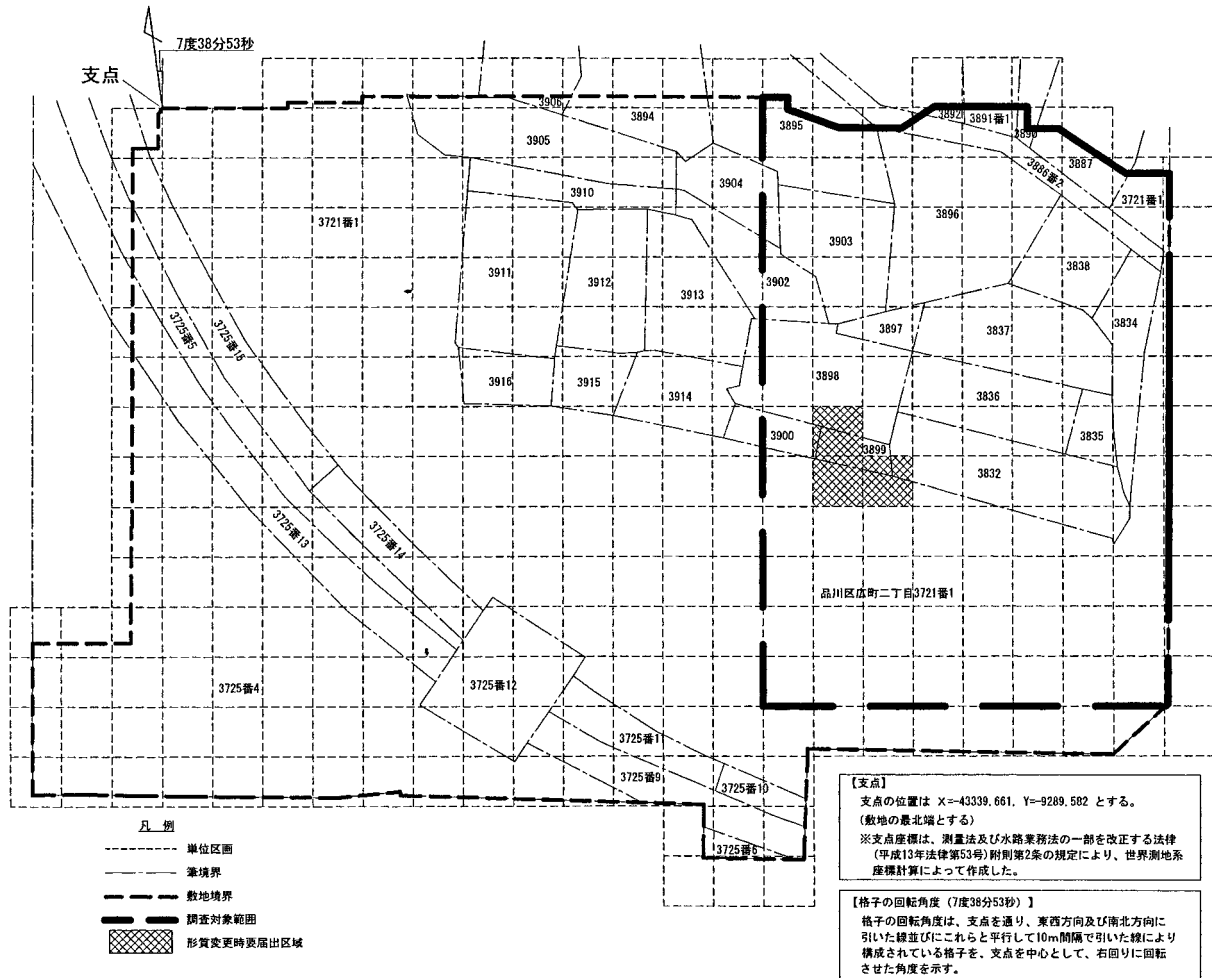 7度38分53秒
支点
3906
3894
3905
3895
3892
3891番1
3890
3887
3886番2
3721番1
3904
3910
3896
3903
3721番1
3911
3912
3913
3902
3838
3834
3725番15
3725番5
3897
3837
3916
3915
3914
3898
3836
3835
3900
3899
3832
3725番14
3725番13
品川区広町二丁目3721番1
3725番4
3725番12
3725番11
3725番9
3725番10
3725番6
凡 例
単位区画
筆境界
敷地境界
調査対象範囲
形質変更時要届出区域
【支点】
支点の位置は X=-43339.661, Y=-9289.582 とする。
(敷地の最北端とする)
※支点座標は、測量法及び水路業務法の一部を改正する法律
(平成13年法律第53号)附則第2条の規定により、世界測地系
座標計算によって作成した。
【格子の回転角度（7度38分53秒）】
格子の回転角度は、支点を通り、東西方向及び南北方向に
引いた線並びにこれらと平行して10m間隔で引いた線により
構成されている格子を、支点を中心として、右回りに回転
させた角度を示す。